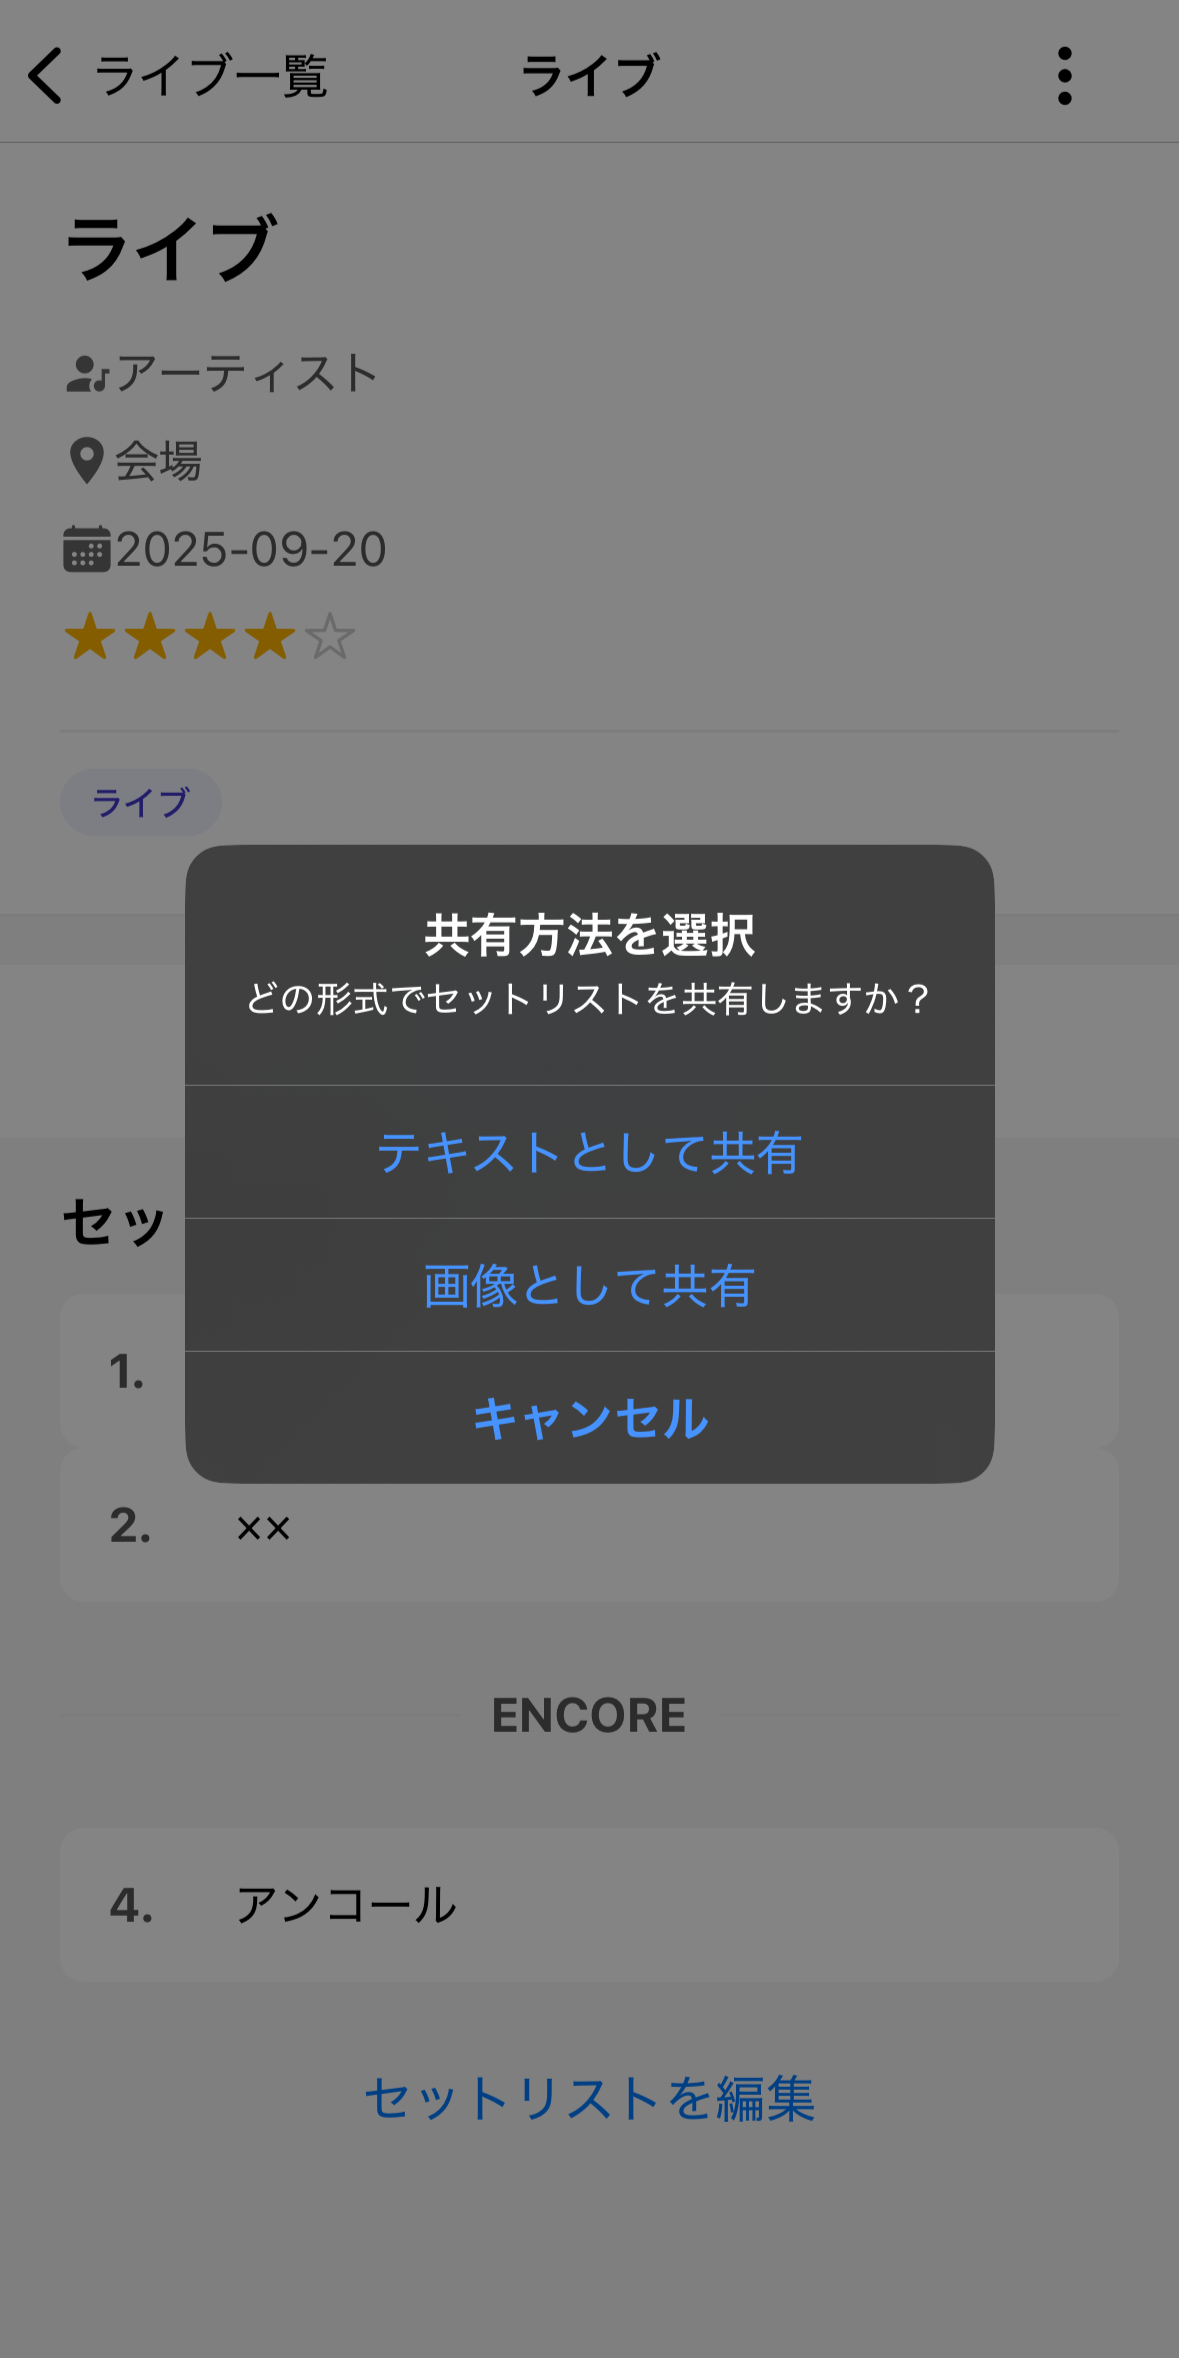 ライブ一覧
ライブ
ライブ
アーティスト
会場
2025-09-20
ライブ
共有方法を選択
どの形式でセットリストを共有しますか？
テキストとして共有
画像として共有
キャンセル
セッ
1.
2. ××
ENCORE
4. アンコール
セットリストを編集